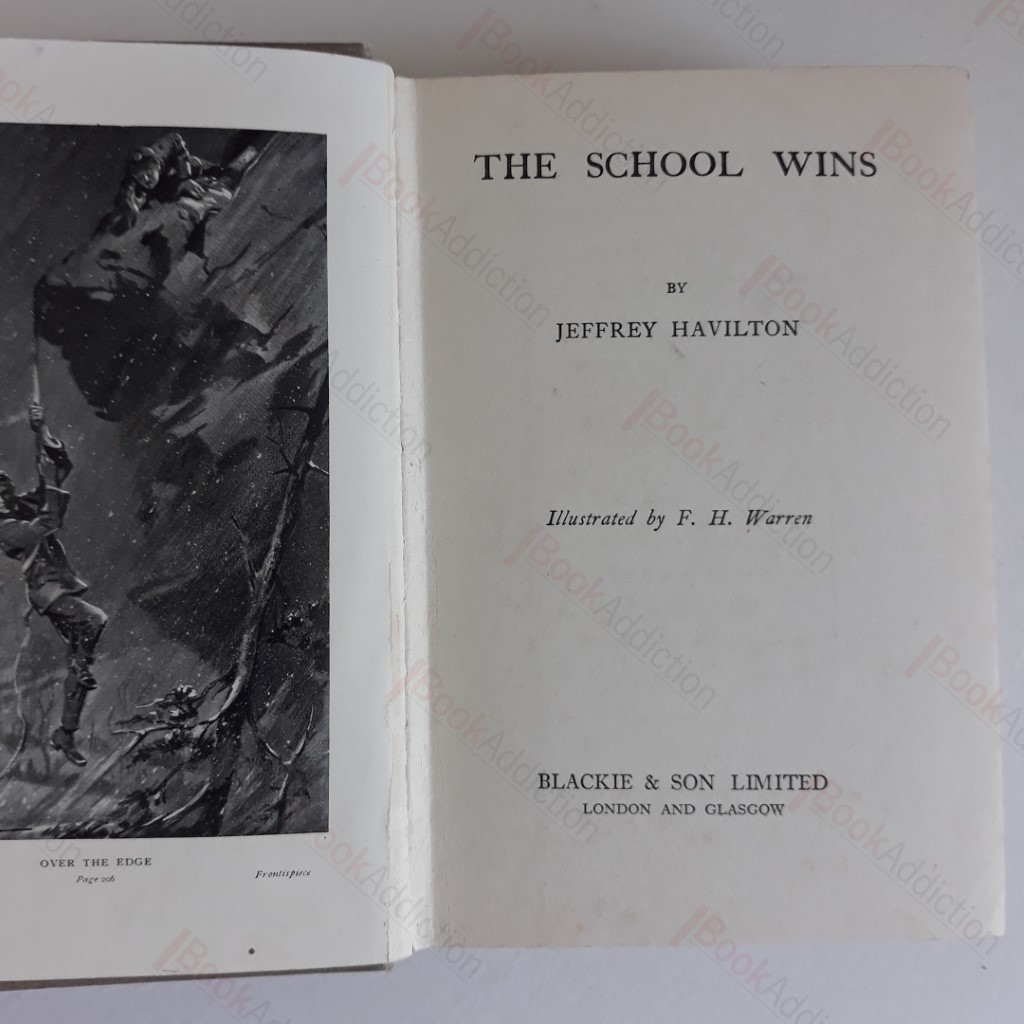 OVER THE EDGE
Page 206
Frontispiece
THE SCHOOL WINS
BY
JEFFREY HAVILTON
Illustrated by F. H. Warren
BLACKIE & SON LIMITED
LONDON AND GLASGOW
BookAddiction